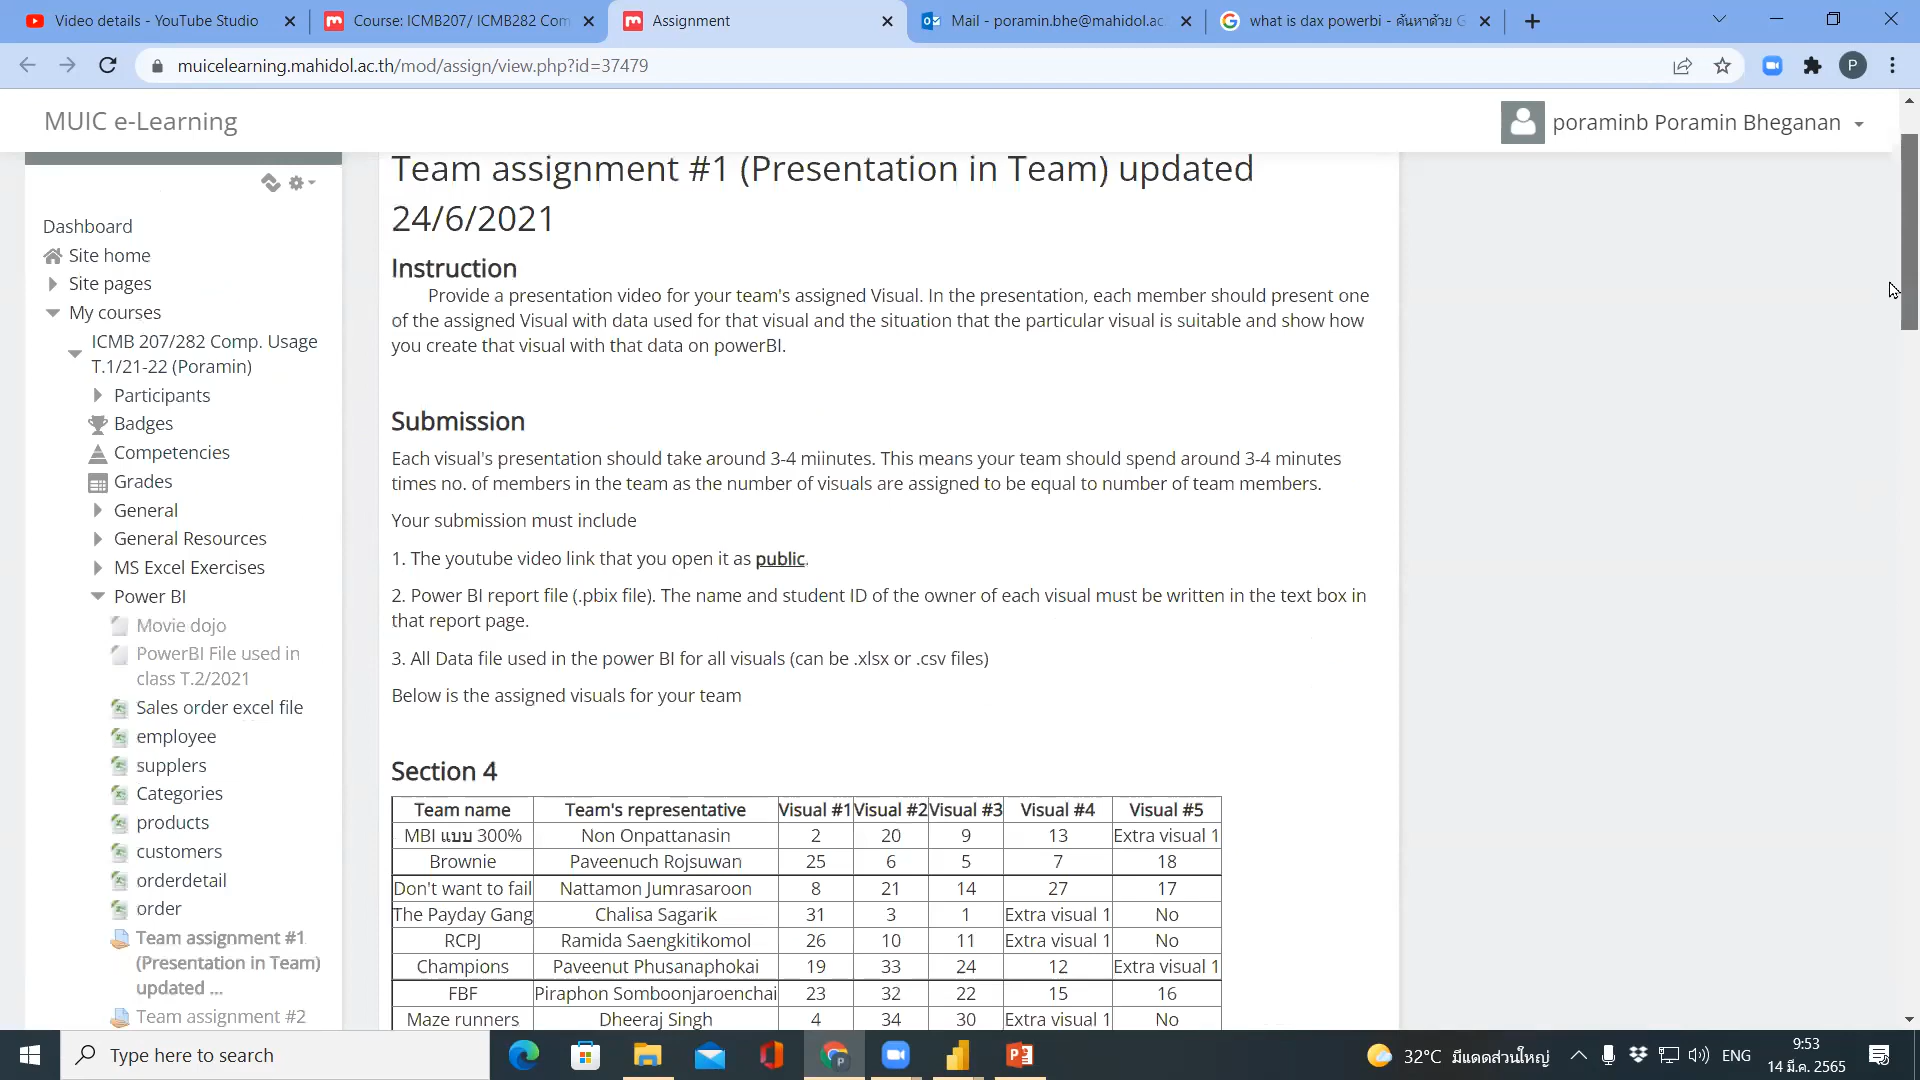 Video details - YouTube Studio
Course: ICMB207/ ICMB282 Com
Assignment
Mail - poramin.bhe@mahidol.ac
what is dax powerbi - ค้นหาด้วย G
muicelearning.mahidol.ac.th/mod/assign/view.php?id=37479
P
MUIC e-Learning
poraminb Poramin Bheganan
Dashboard
Site home
Site pages
My courses
ICMB 207/282 Comp. Usage
T.1/21-22 (Poramin)
Participants
Badges
Competencies
Grades
General
General Resources
MS Excel Exercises
Power BI
Movie dojo
PowerBI File used in
class T.2/2021
Sales order excel file
employee
supplers
Categories
products
customers
orderdetail
order
Team assignment #1
(Presentation in Team)
updated ...
Team assignment #2
Team assignment #1 (Presentation in Team) updated
24/6/2021
Instruction
Provide a presentation video for your team's assigned Visual. In the presentation, each member should present one
of the assigned Visual with data used for that visual and the situation that the particular visual is suitable and show how
you create that visual with that data on powerBI.
Submission
Each visual's presentation should take around 3-4 miinutes. This means your team should spend around 3-4 minutes
times no. of members in the team as the number of visuals are assigned to be equal to number of team members.
Your submission must include
1. The youtube video link that you open it as public.
2. Power BI report file (.pbix file). The name and student ID of the owner of each visual must be written in the text box in
that report page.
3. All Data file used in the power BI for all visuals (can be .xlsx or .csv files)
Below is the assigned visuals for your team
Section 4
Team name Team's representative Visual #1 Visual #2 Visual #3 Visual #4 Visual #5
MBI แบบ 300% Non Onpattanasin 2 20 9 13 Extra visual 1
Brownie Paveenuch Rojsuwan 25 6 5 7 18
Don't want to fail Nattamon Jumrasaroon 8 21 14 27 17
The Payday Gang Chalisa Sagarik 31 3 1 Extra visual 1 No
RCPJ Ramida Saengkitikomol 26 10 11 Extra visual 1 No
Champions Paveenut Phusanaphokai 19 33 24 12 Extra visual 1
FBF Piraphon Somboonjaroenchai 23 32 22 15 16
Maze runners Dheeraj Singh 4 34 30 Extra visual 1 No
Type here to search
32°C มีแดดส่วนใหญ่
ENG
9:53
14 มี.ค. 2565